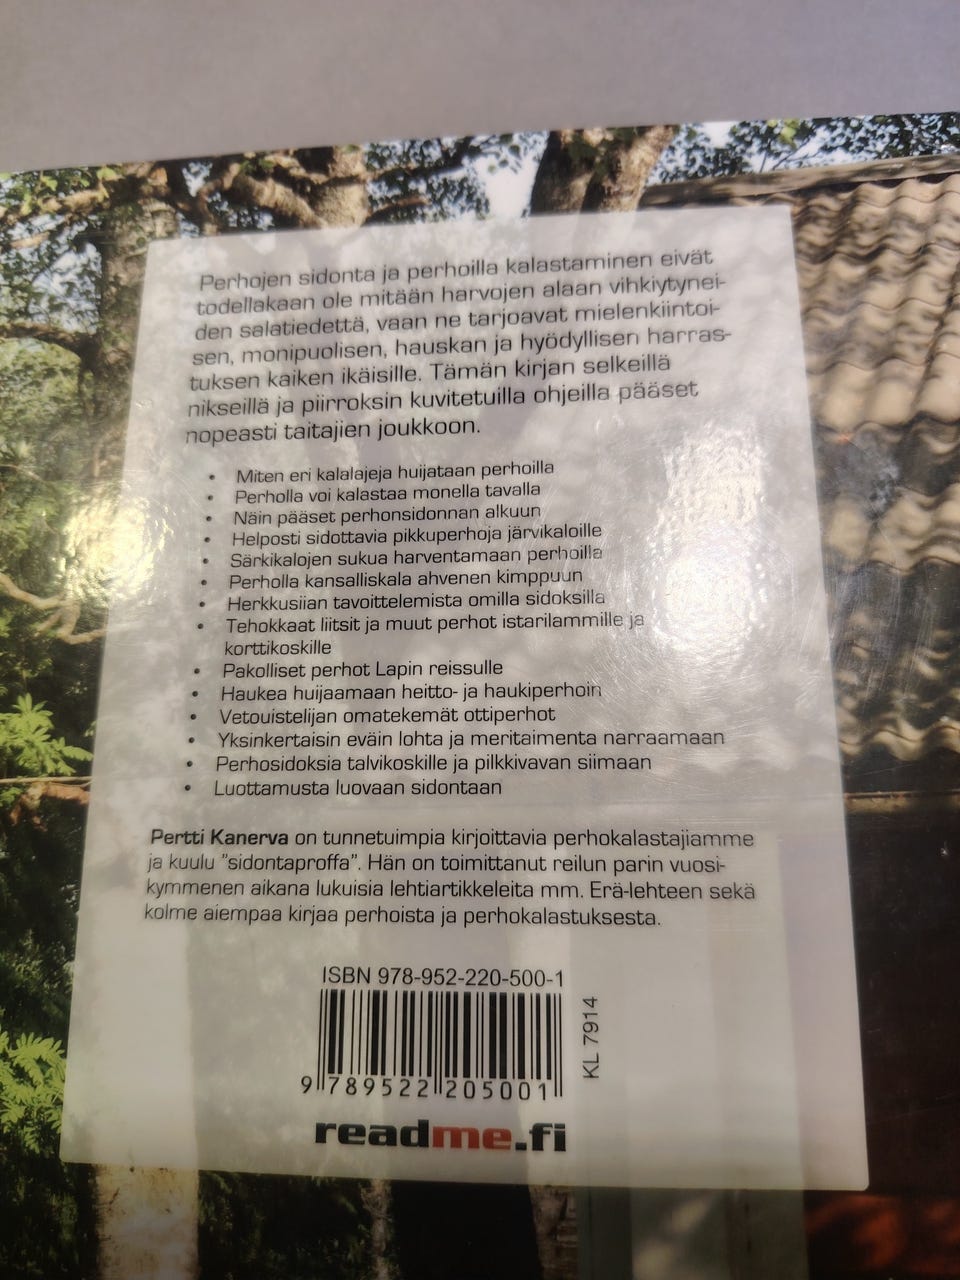 Perhojen sidonta ja perhoilla kalastaminen eivät
todellakaan ole mitään harvojen alaan vihkiytynei-
den salatiedettä, vaan ne tarjoavat mielenkiintoi-
sen, monipuolisen, hauskan ja hyödyllisen harras-
tuksen kaiken ikäisille. Tämän kirjan selkeillä
nikseillä ja piirroksin kuvitetuilla ohjeilla pääset
nopeasti taitajien joukkoon.
• Miten eri kalalajeja huijataan perhoilla
• Perholla voi kalastaa monella tavalla
• Näin pääset perhonsidonnan alkuun
• Helposti sidottavia pikkuperhoja järvikaloille
• Särkikalojen sukua harventamaan perhoilla
• Perholla kansalliskala ahvenen kimppuun
• Herkkusiian tavoittelemista omilla sidoksilla
• Tehokkaat liitsit ja muut perhot istarilammille ja
korttikoskille
• Pakolliset perhot Lapin reissulle
• Haukea huijaamaan heitto- ja haukiperhoin
• Vetouistelijan omatekemät ottiperhot
• Yksinkertaisin eväin lohta ja meritaimenta narraamaan
• Perhosidoksia talvikoskille ja pilkkivavan siimaan
• Luottamusta luovaan sidontaan
Pertti Kanerva on tunnetuimpia kirjoittavia perhokalastajiamme
ja kuulu "sidontaproffa". Hän on toimittanut reilun parin vuosi-
kymmenen aikana lukuisia lehtiartikkeleita mm. Erä-lehteen sekä
kolme aiempaa kirjaa perhoista ja perhokalastuksesta.
ISBN 978-952-220-500-1
KL 7914
9 789522 205001
readme.fi